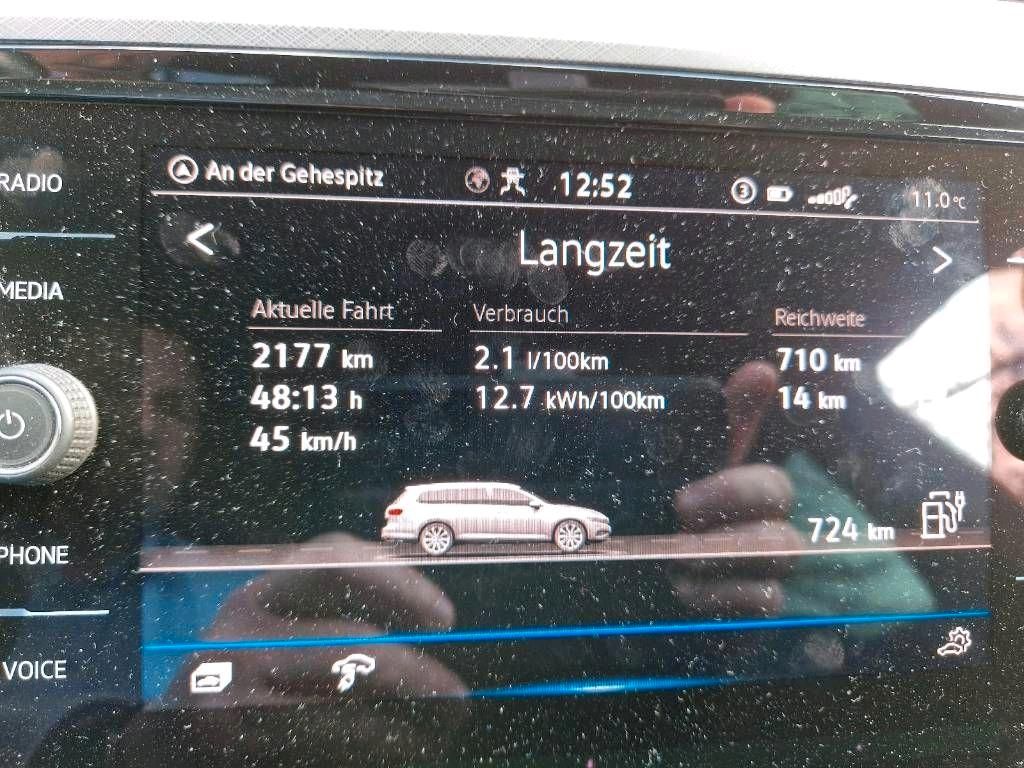 RADIO
MEDIA
PHONE
VOICE
An der Gehespitz
12:52
3
11.0 °C
Langzeit
Aktuelle Fahrt
2177 km
48:13 h
45 km/h
Verbrauch
2.1 l/100km
12.7 kWh/100km
Reichweite
710 km
14 km
724 km